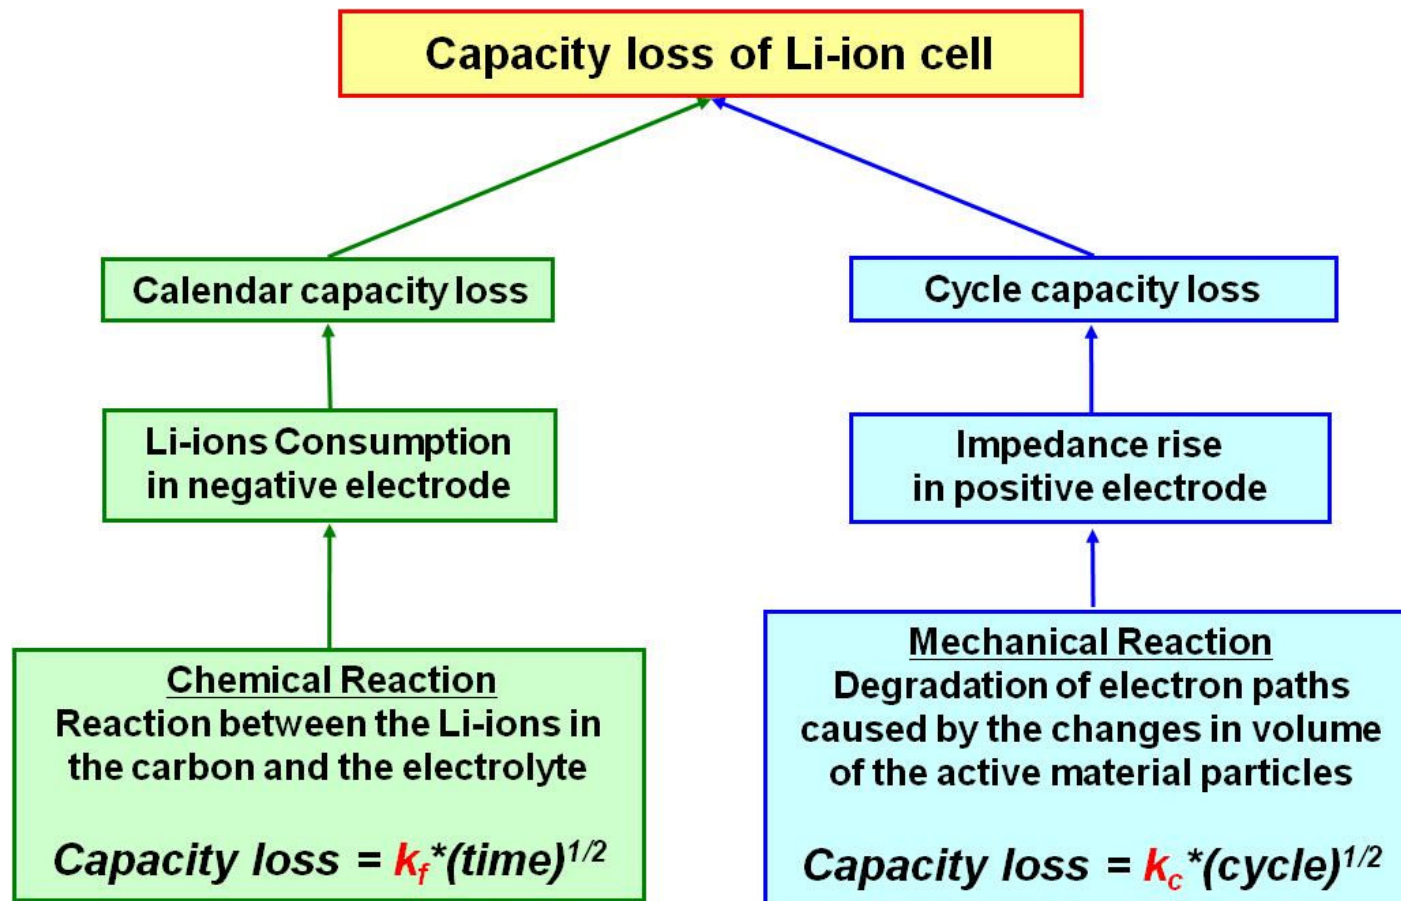 Capacity loss of Li-ion cell
Calendar capacity loss
Cycle capacity loss
Li-ions Consumption
in negative electrode
Impedance rise
in positive electrode
Chemical Reaction
Reaction between the Li-ions in
the carbon and the electrolyte
Capacity loss = k_f*(time)^1/2
Mechanical Reaction
Degradation of electron paths
caused by the changes in volume
of the active material particles
Capacity loss = k_c*(cycle)^1/2